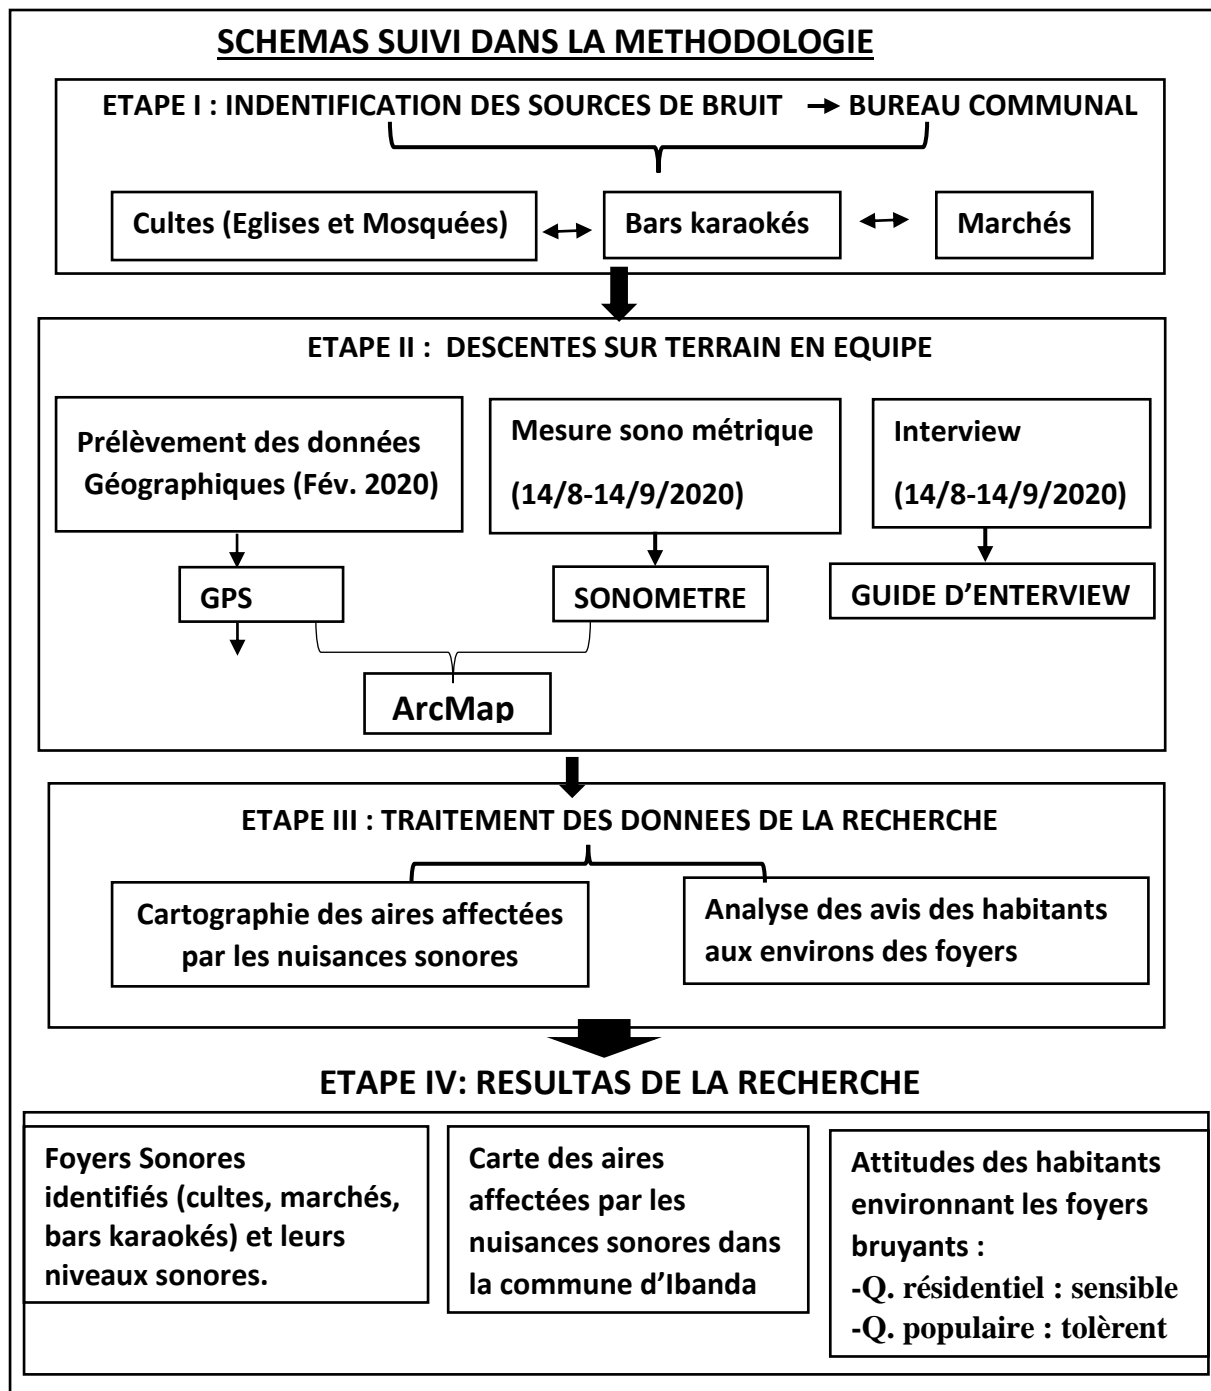 SCHEMAS SUIVI DANS LA METHODOLOGIE
ETAPE I : INDENTIFICATION DES SOURCES DE BRUIT → BUREAU COMMUNAL
Cultes (Eglises et Mosquées)
Bars karaokés
Marchés
ETAPE II : DESCENTES SUR TERRAIN EN EQUIPE
Prélèvement des données
Géographiques (Fév. 2020)
Mesure sono métrique
(14/8-14/9/2020)
Interview
(14/8-14/9/2020)
GPS
SONOMETRE
GUIDE D'ENTERVIEW
ArcMap
ETAPE III : TRAITEMENT DES DONNEES DE LA RECHERCHE
Cartographie des aires affectées
par les nuisances sonores
Analyse des avis des habitants
aux environs des foyers
ETAPE IV: RESULTAS DE LA RECHERCHE
Foyers Sonores
identifiés (cultes, marchés,
bars karaokés) et leurs
niveaux sonores.
Carte des aires
affectées par les
nuisances sonores dans
la commune d'Ibanda
Attitudes des habitants
environnant les foyers
bruyants :
-Q. résidentiel : sensible
-Q. populaire : tolèrent